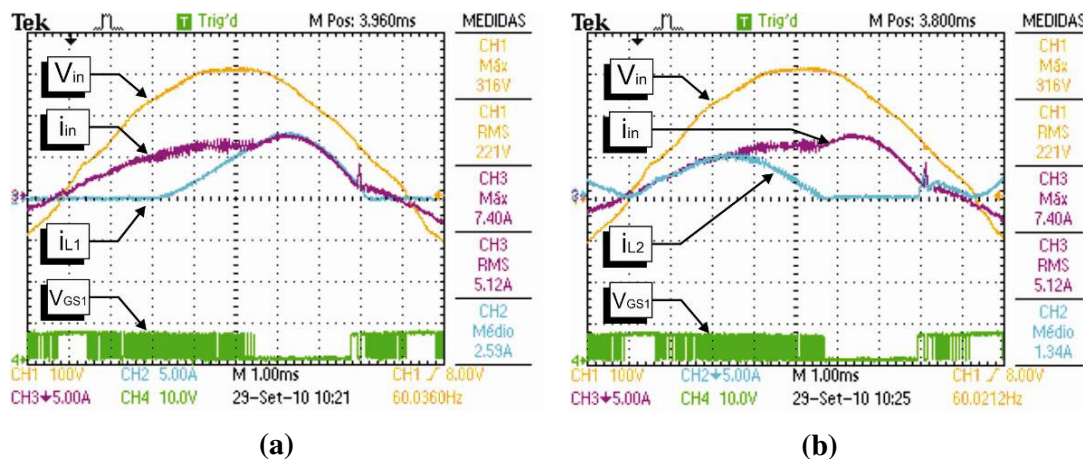 Tek
T Trig'd
M Pos: 3.960ms
MEDIDAS
CH1
Máx
316V
CH1
RMS
221V
CH3
Máx
7.40A
CH3
RMS
5.12A
CH2
Médio
2.59A
Vin
iin
iL1
VGS1
3
4
CH1 100V
CH2 5.00A
M 1.00ms
CH1 / 8.00V
CH3 5.00A
CH4 10.0V
29-Set-10 10:21
60.0360Hz
(a)
Tek
T Trig'd
M Pos: 3.800ms
MEDIDAS
CH1
Máx
316V
CH1
RMS
221V
CH3
Máx
7.40A
CH3
RMS
5.12A
CH2
Médio
1.34A
Vin
iin
iL2
VGS1
3
4
CH1 100V
CH2 5.00A
M 1.00ms
CH1 / 8.00V
CH3 5.00A
CH4 10.0V
29-Set-10 10:25
60.0212Hz
(b)